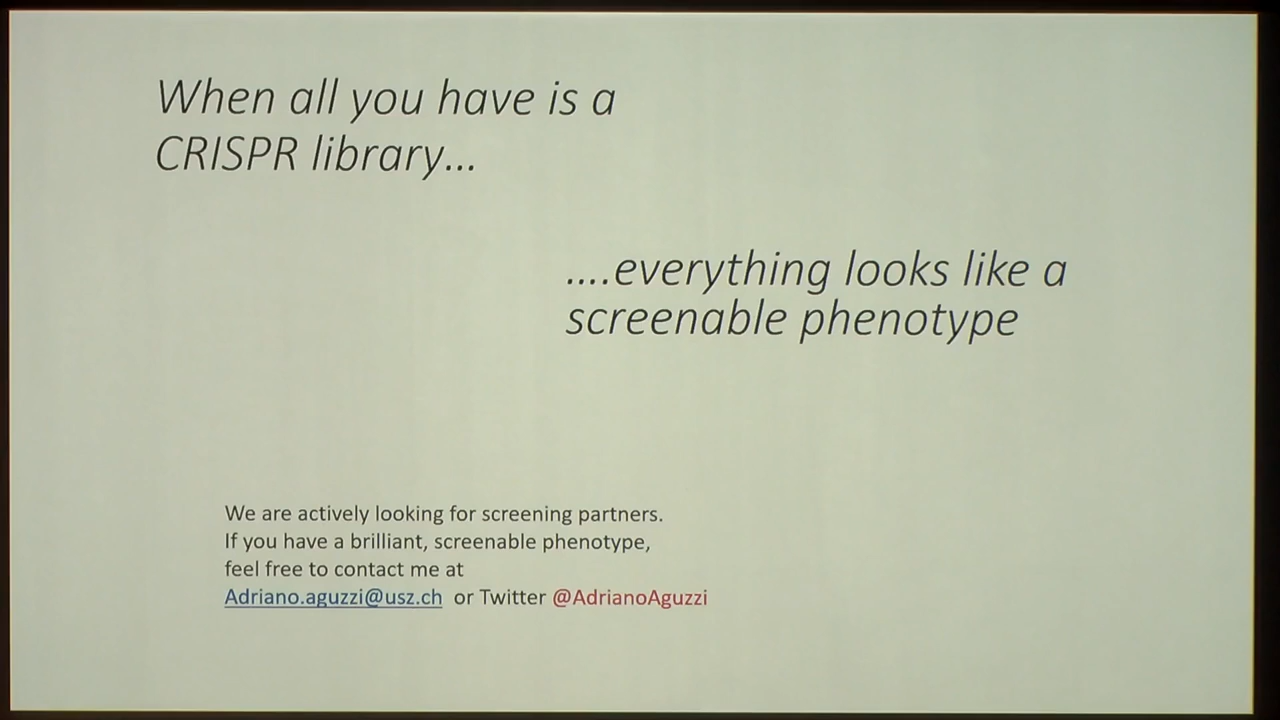 When all you have is a
CRISPR library...
....everything looks like a
screenable phenotype
We are actively looking for screening partners.
If you have a brilliant, screenable phenotype,
feel free to contact me at
Adriano.aguzzi@usz.ch or Twitter @AdrianoAguzzi